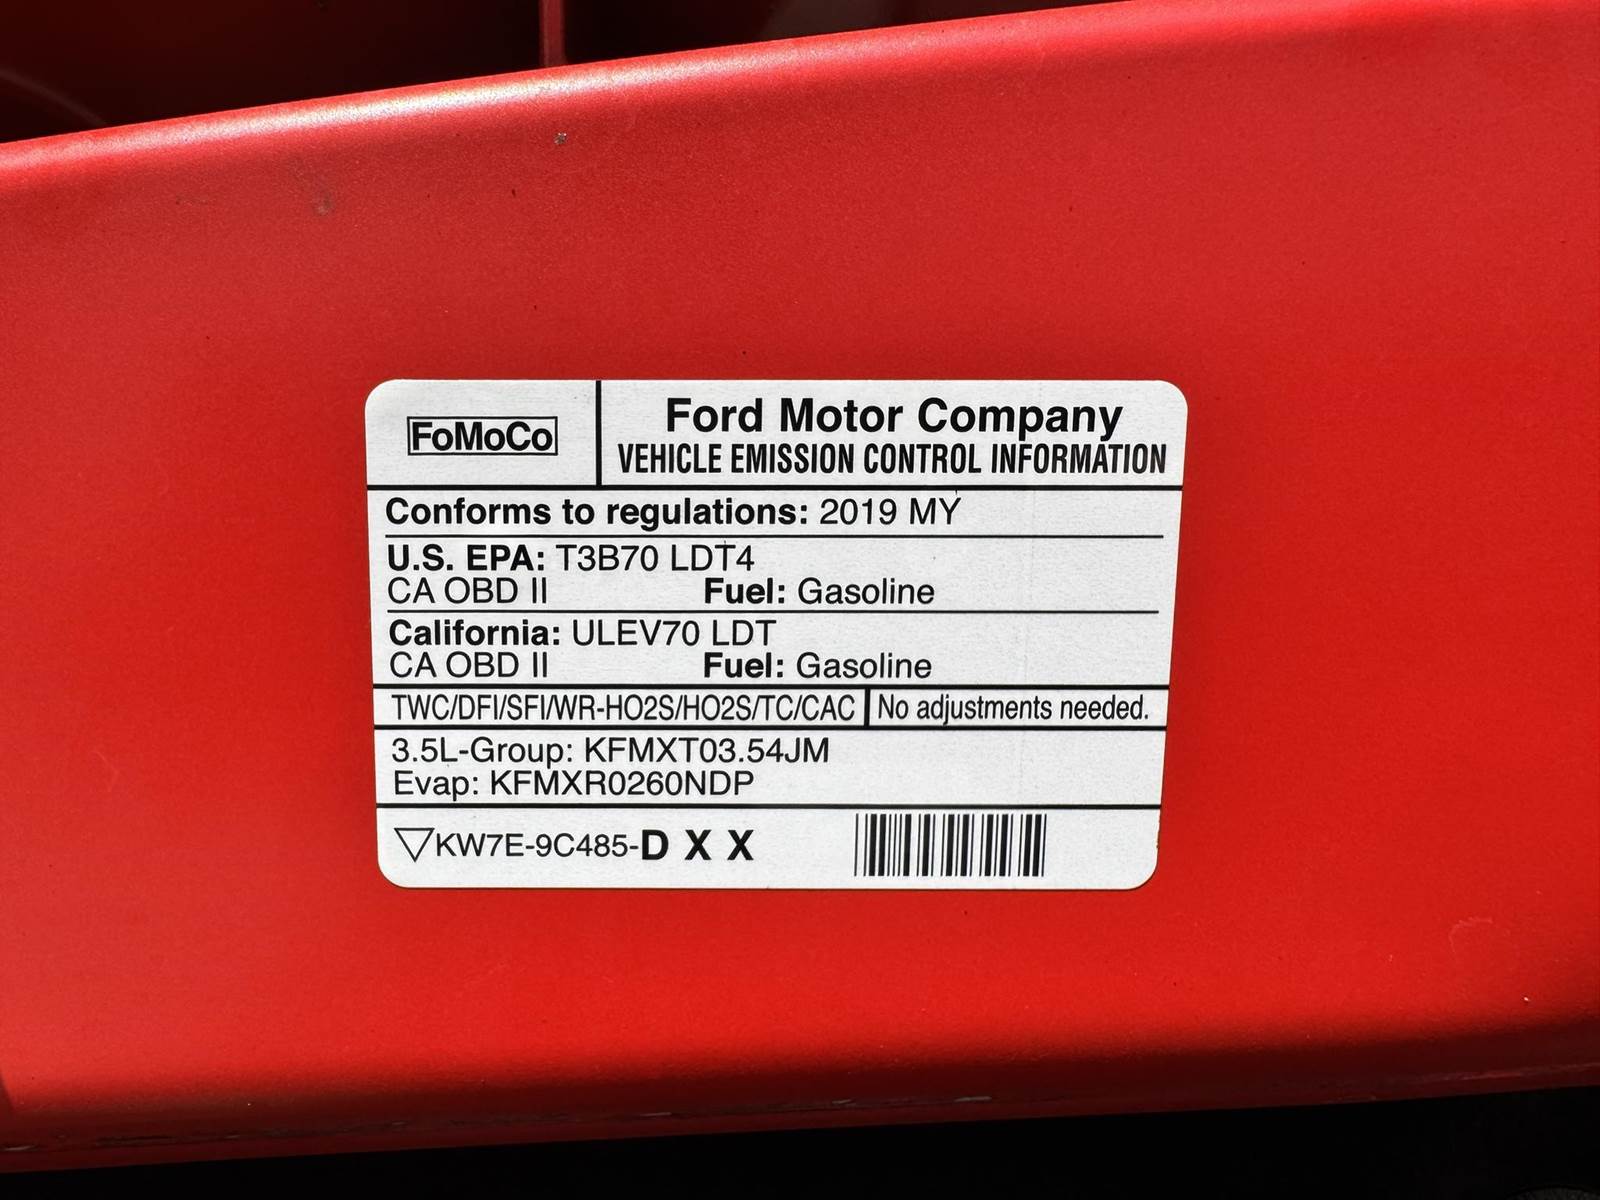 FoMoCo
Ford Motor Company
VEHICLE EMISSION CONTROL INFORMATION
Conforms to regulations: 2019 MY
U.S. EPA: T3B70 LDT4
CA OBD II Fuel: Gasoline
California: ULEV70 LDT
CA OBD II Fuel: Gasoline
TWC/DFI/SFI/WR-HO2S/HO2S/TC/CAC No adjustments needed.
3.5L-Group: KFMXT03.54JM
Evap: KFMXR0260NDP
▽KW7E-9C485-D X X